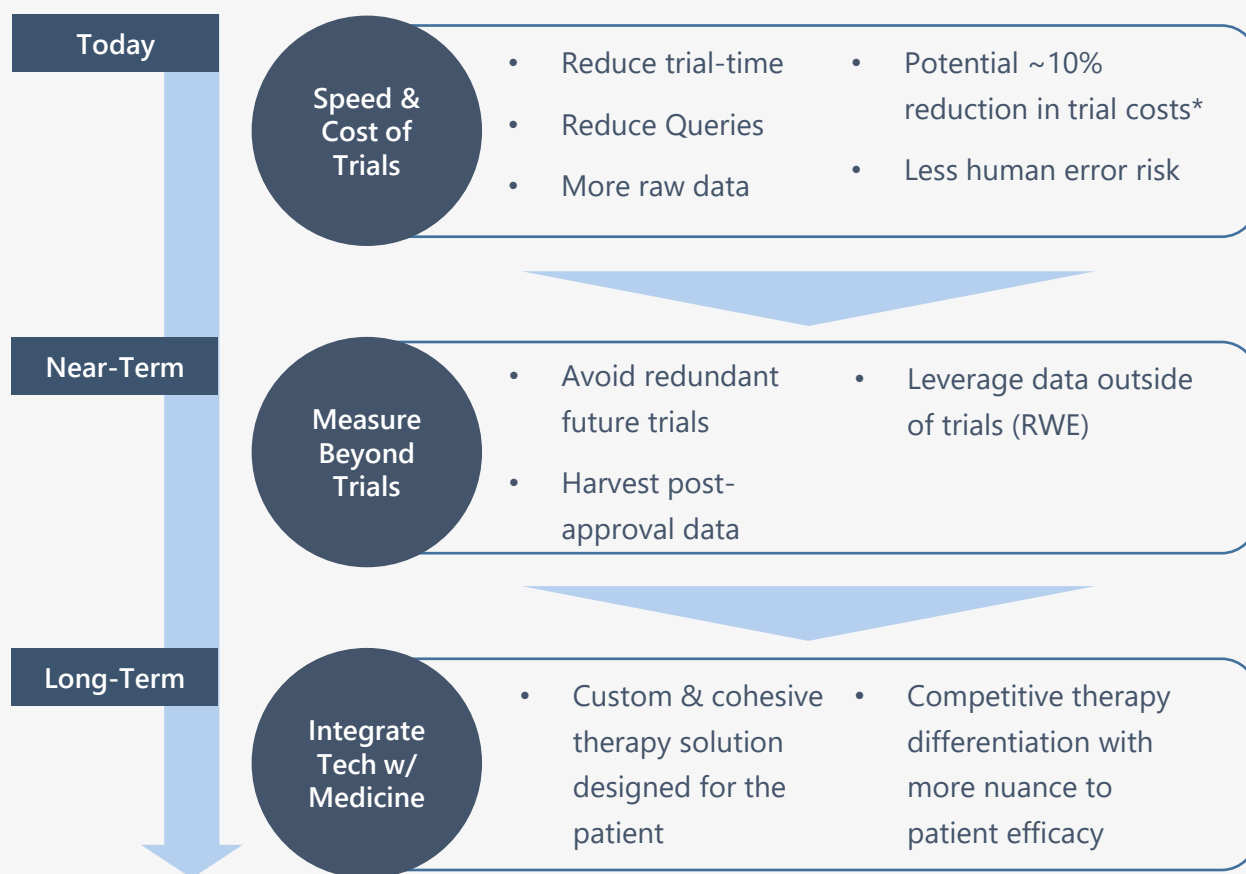 Today
Speed &
Cost of
Trials
• Reduce trial-time
• Reduce Queries
• More raw data
• Potential ~10%
reduction in trial costs*
• Less human error risk
Near-Term
Measure
Beyond
Trials
• Avoid redundant
future trials
• Harvest post-
approval data
• Leverage data outside
of trials (RWE)
Long-Term
Integrate
Tech w/
Medicine
• Custom & cohesive
therapy solution
designed for the
patient
• Competitive therapy
differentiation with
more nuance to
patient efficacy